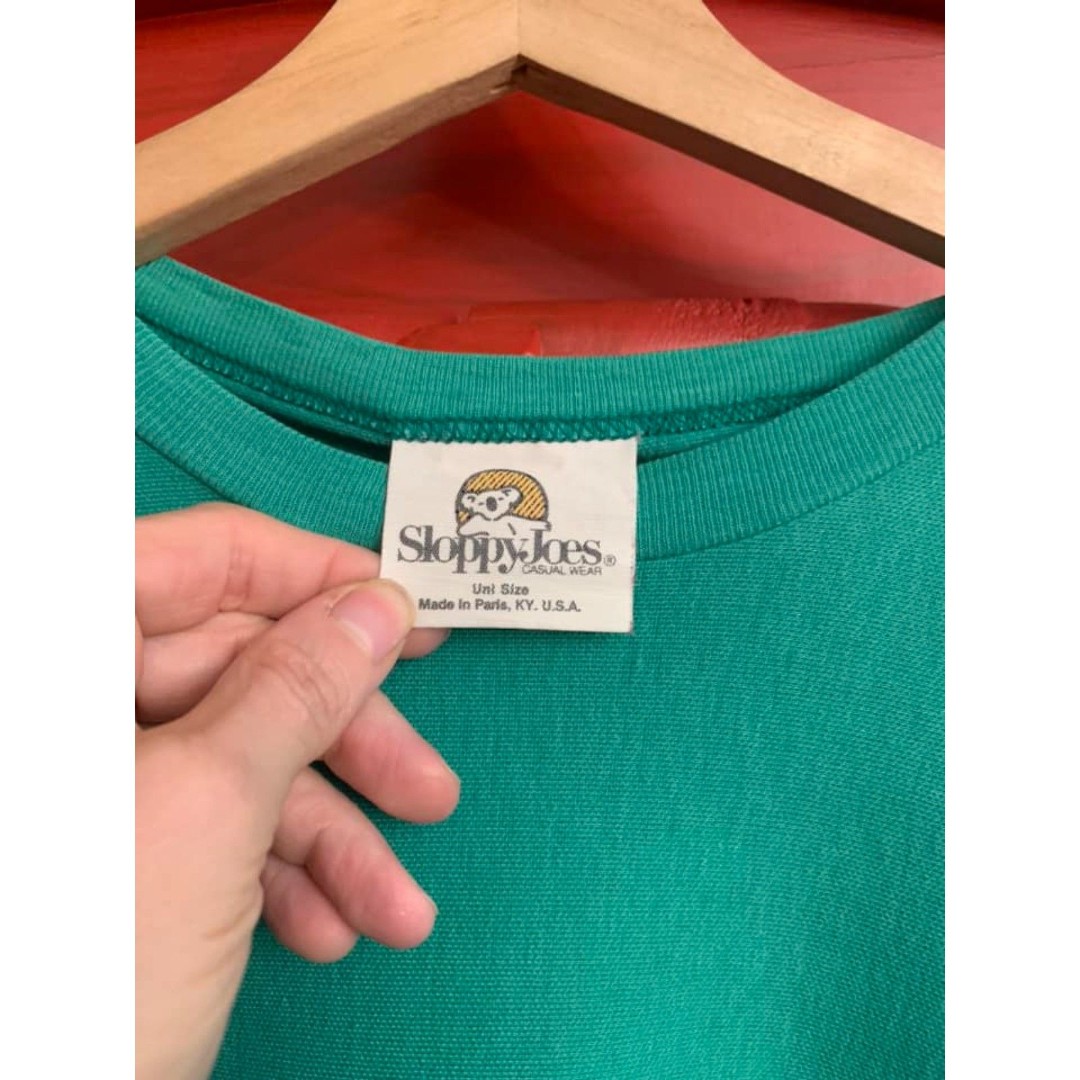 SloppyJoes®
CASUAL WEAR
Uni Size
Made in Paris, KY. U.S.A.